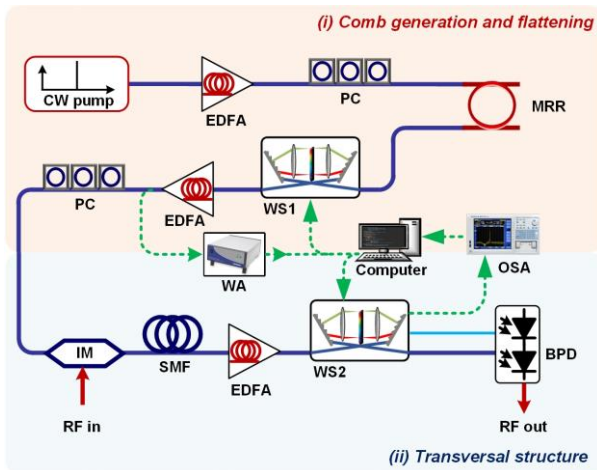 (i) Comb generation and flattening
CW pump
EDFA
PC
MRR
PC
EDFA
WS1
WA
Computer
OSA
IM
SMF
EDFA
WS2
BPD
RF in
RF out
(ii) Transversal structure